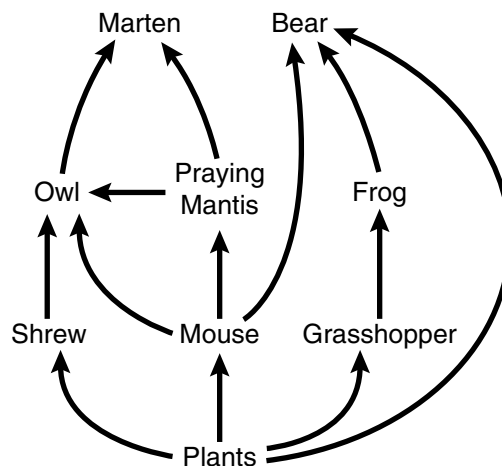 Marten
Bear
Owl
Praying
Mantis
Frog
Shrew
Mouse
Grasshopper
Plants